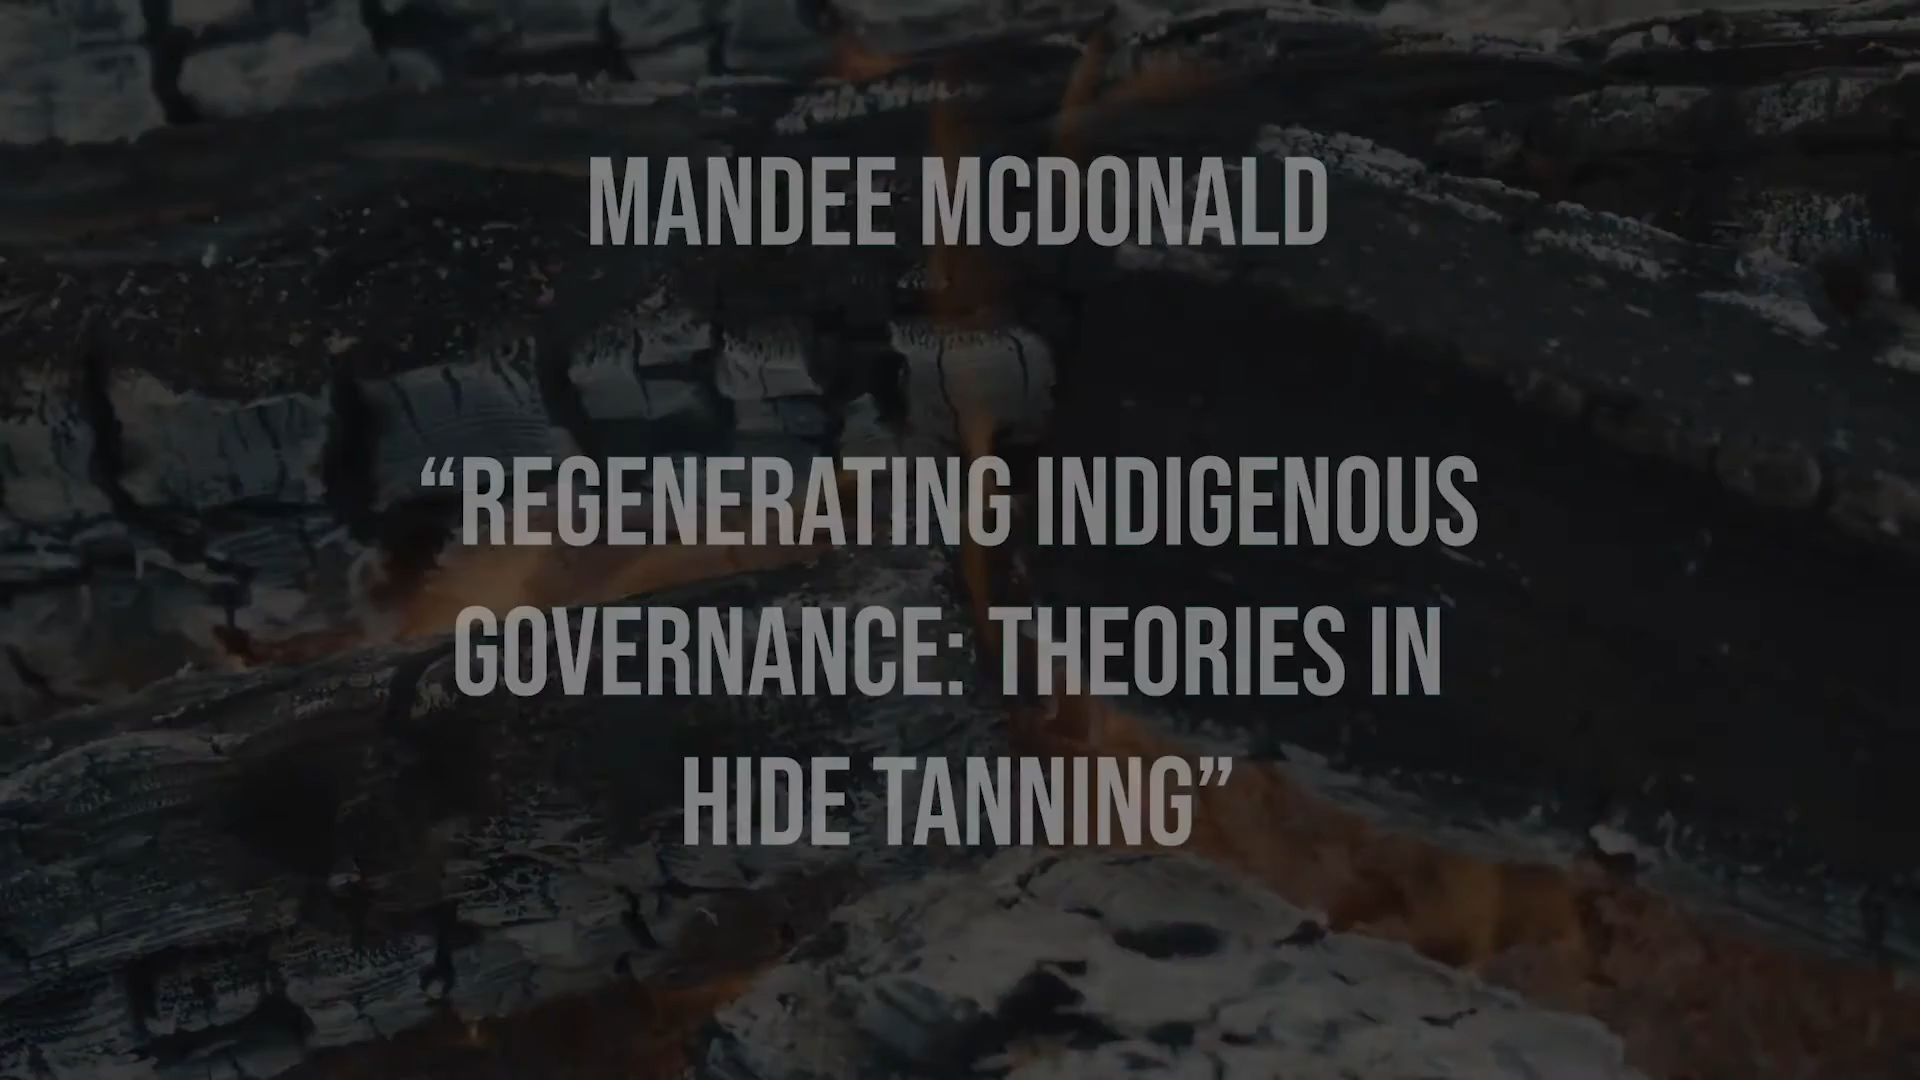 MANDEE MCDONALD
“REGENERATING INDIGENOUS
GOVERNANCE: THEORIES IN
HIDE TANNING”